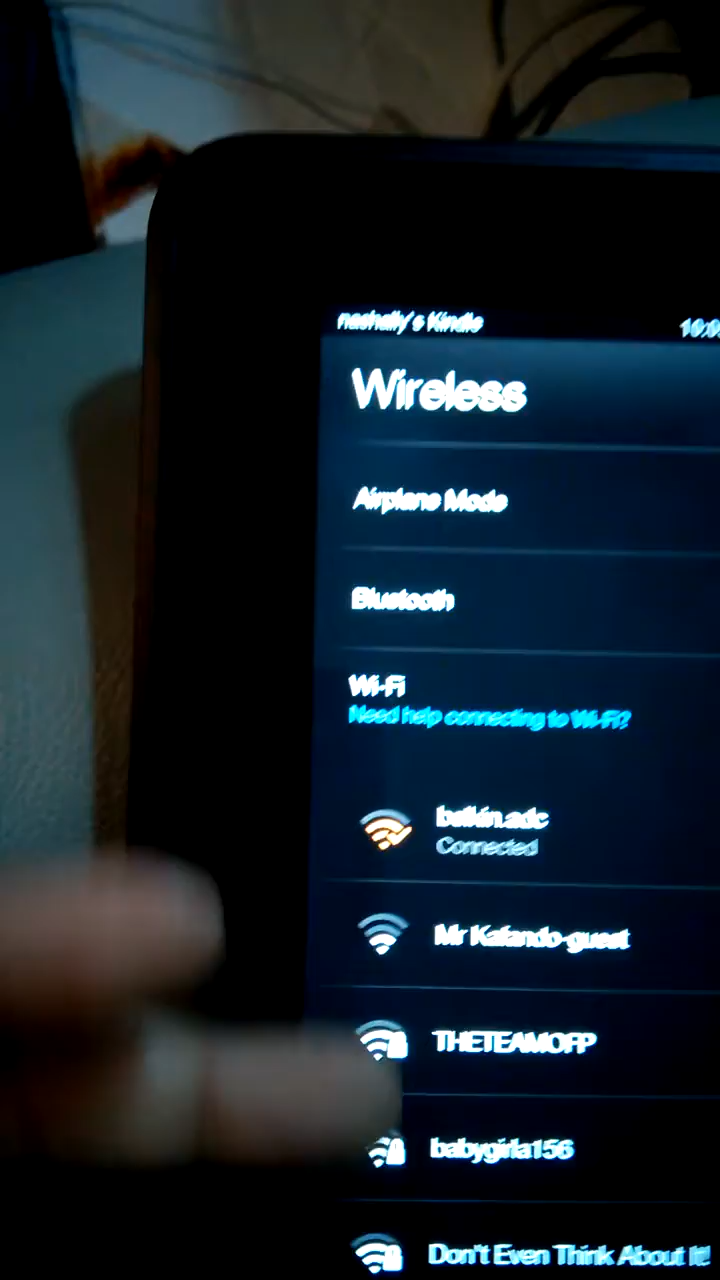 nashally's Kindle
Wireless
Airplane Mode
Bluetooth
Wi-Fi
Need help connecting to Wi-Fi?
belkin.adc
Connected
Mr Kafando-guest
THETEAMOFP
babygirla156
Don't Even Think About It!